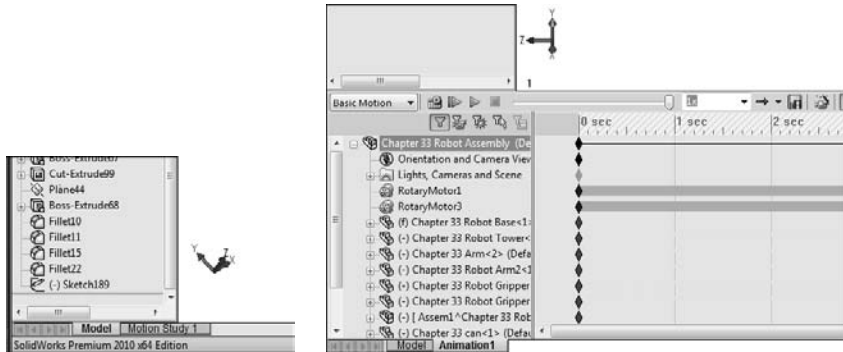 Boss-Extrude67
Cut-Extrude99
Plane44
Boss-Extrude68
Fillet10
Fillet11
Fillet15
Fillet22
(-) Sketch189
Y Z X
Model Motion Study 1
SolidWorks Premium 2010 x64 Edition
Y
Z
X
1
Basic Motion
0 sec 1 sec 2 sec
Chapter 33 Robot Assembly (De
Orientation and Camera View
Lights, Cameras and Scene
RotaryMotor1
RotaryMotor3
(f) Chapter 33 Robot Base<1>
(-) Chapter 33 Robot Tower<
(-) Chapter 33 Arm<2> (Defa
(-) Chapter 33 Robot Arm2<1
(+) Chapter 33 Robot Gripper
(+) Chapter 33 Robot Gripper
(-) [ Assem1^Chapter 33 Rob
(-) Chapter 33 can<1> (Defau
Model Animation1